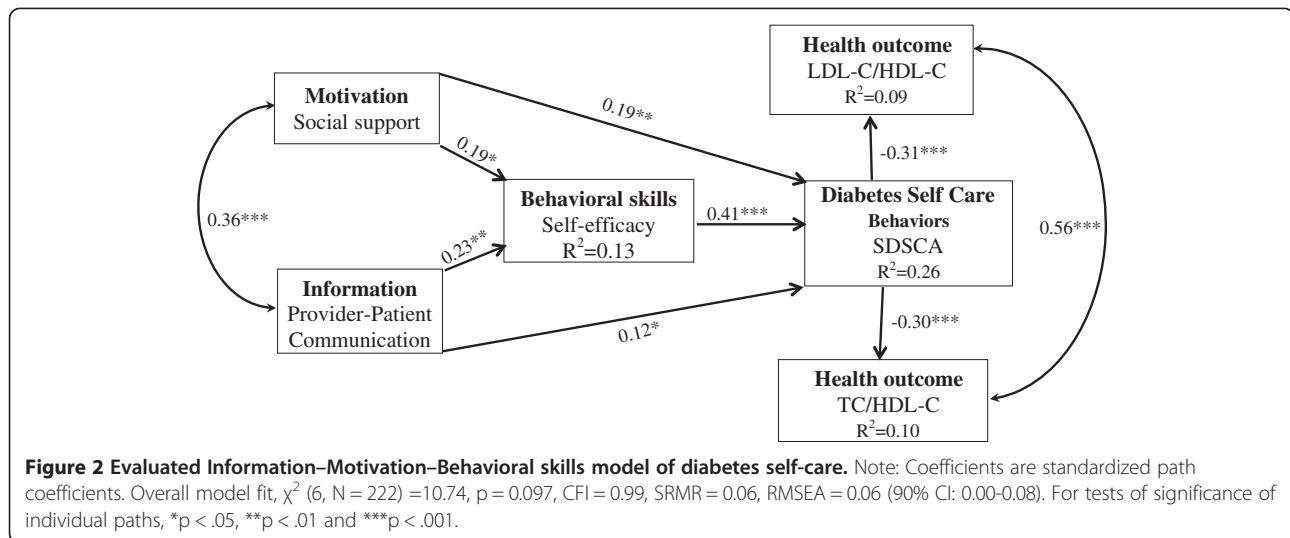 Health outcome
LDL-C/HDL-C
R²=0.09
Motivation
Social support
0.19**
0.19*
-0.31***
Behavioral skills
Self-efficacy
R²=0.13
0.41***
Diabetes Self Care
Behaviors
SDSCA
R²=0.26
0.36***
0.56***
0.23**
Information
Provider-Patient
Communication
0.12*
-0.30***
Health outcome
TC/HDL-C
R²=0.10
Figure 2 Evaluated Information–Motivation–Behavioral skills model of diabetes self-care. Note: Coefficients are standardized path
coefficients. Overall model fit, χ² (6, N = 222) =10.74, p = 0.097, CFI = 0.99, SRMR = 0.06, RMSEA = 0.06 (90% CI: 0.00-0.08). For tests of significance of
individual paths, *p < .05, **p < .01 and ***p < .001.